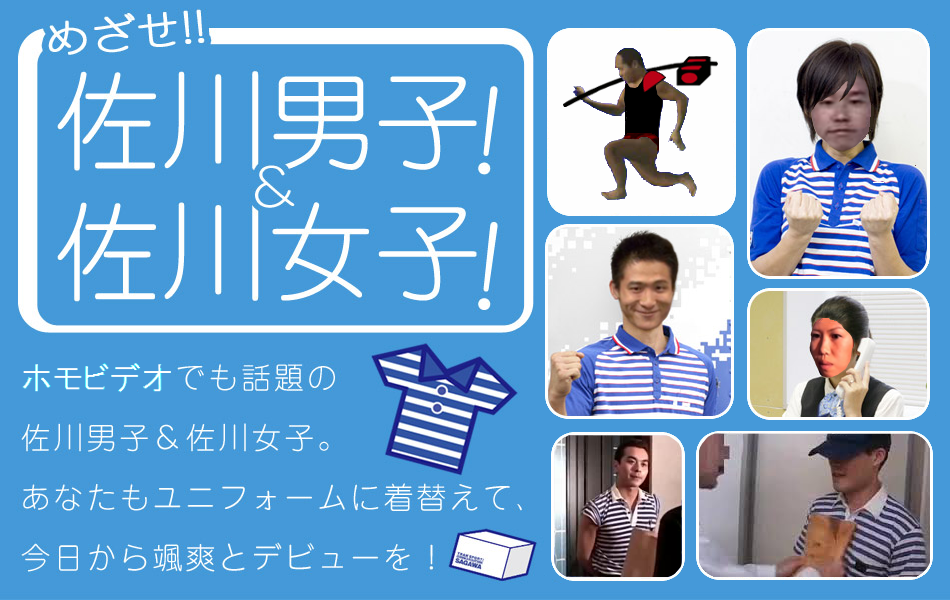 めざせ!!
佐川男子!
&
佐川女子!
ホモビデオでも話題の
佐川男子&佐川女子。
あなたもユニフォームに着替えて、
今日から颯爽とデビューを!
SAGAWA